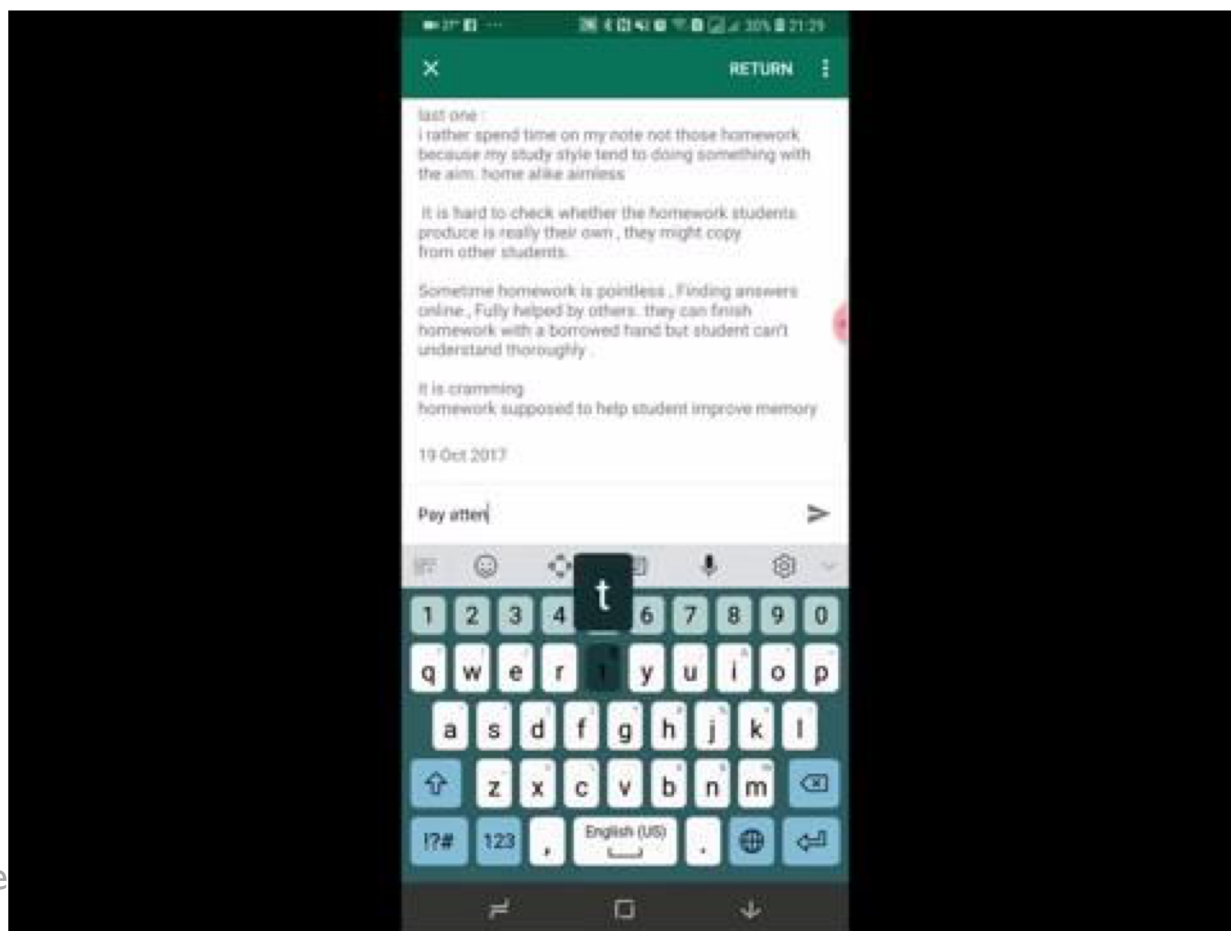 27° 30% 21:29
RETURN
last one :
i rather spend time on my note not those homework
because my study style tend to doing something with
the aim. home alike aimless
It is hard to check whether the homework students
produce is really their own , they might copy
from other students.
Sometime homework is pointless , Finding answers
online , Fully helped by others. they can finish
homework with a borrowed hand but student can't
understand thoroughly .
It is cramming
homework supposed to help student improve memory
19 Oct 2017
Pay atten
t
1 2 3 4 6 7 8 9 0
q w e r t y u i o p
a s d f g h j k l
z x c v b n m
!?# 123 , English (US) .